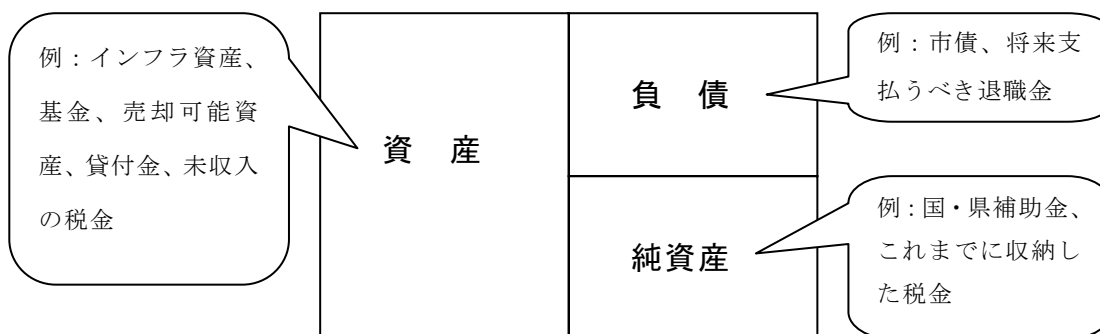 例：インフラ資産、
基金、売却可能資
産、貸付金、未収入
の税金
資　産
負　債
例：市債、将来支
払うべき退職金
純資産
例：国・県補助金、
これまでに収納し
た税金